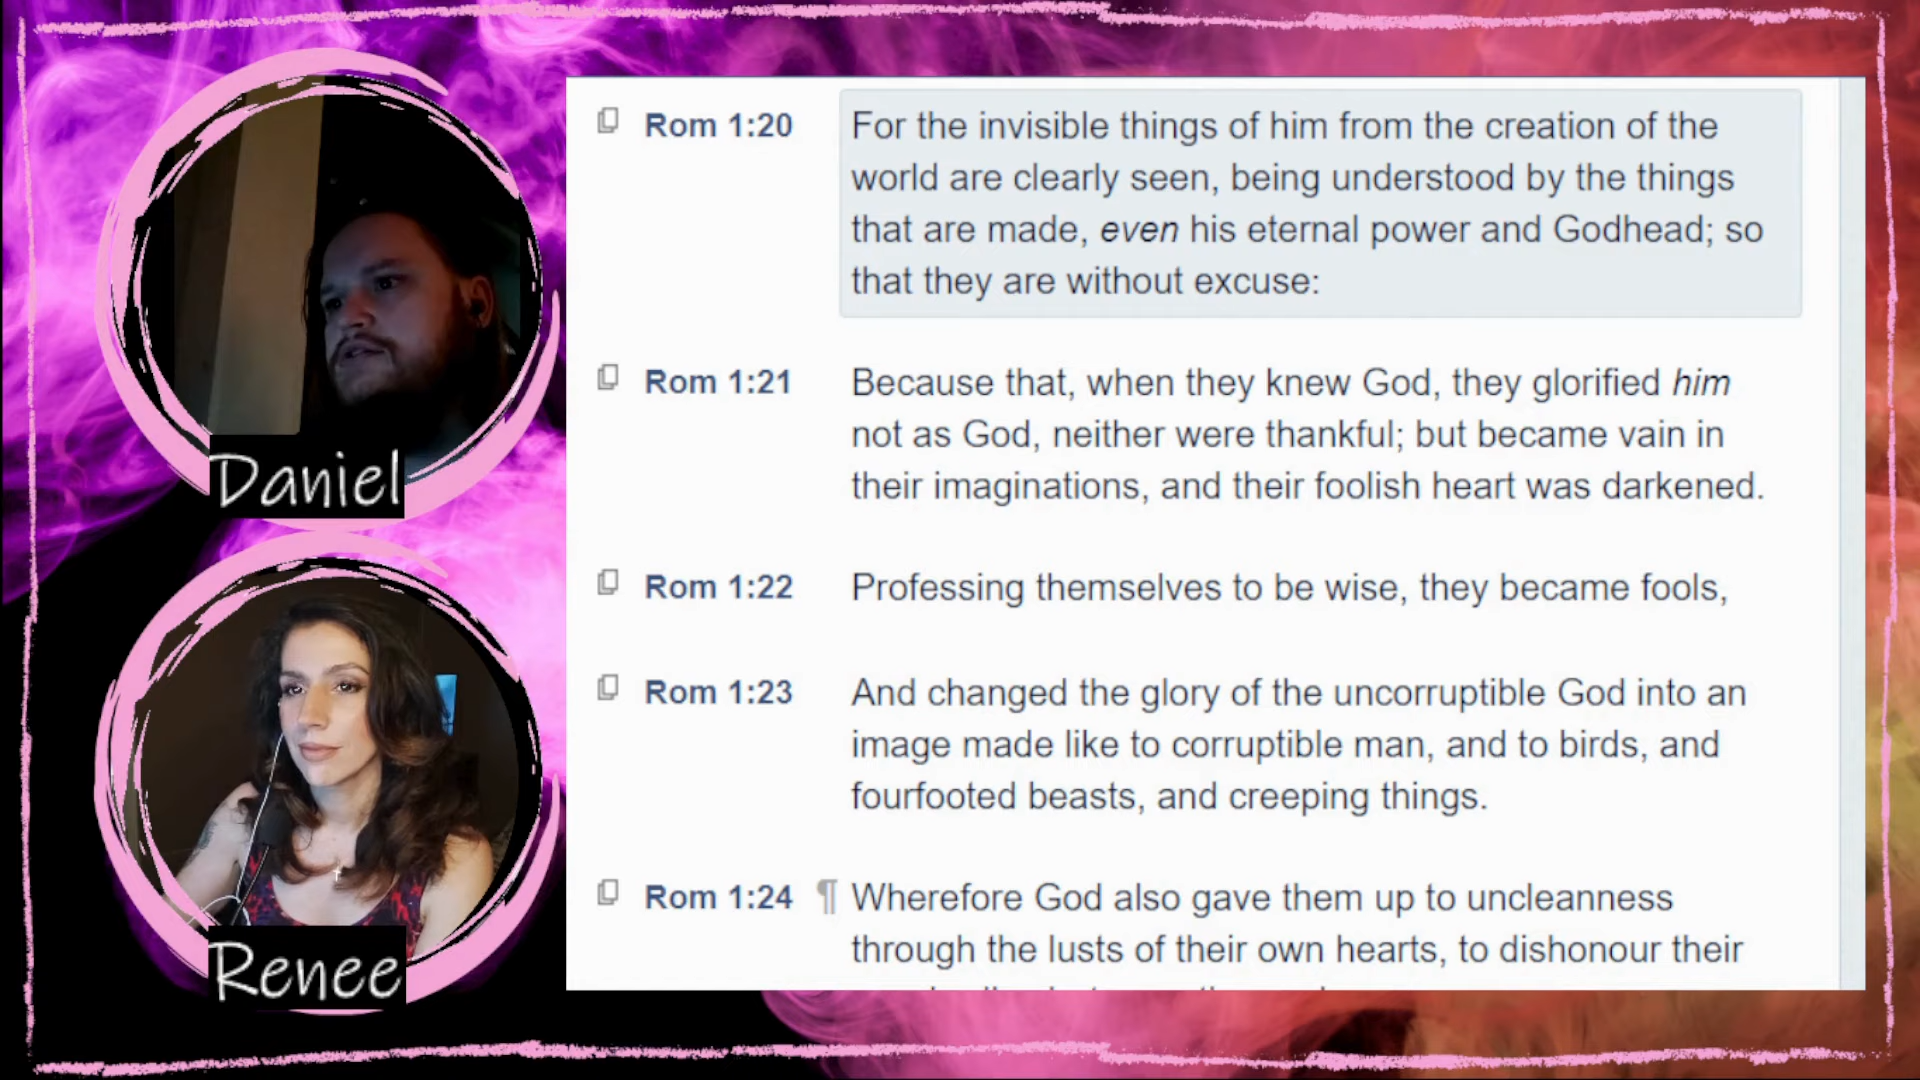 Daniel
Renee
Rom 1:20 For the invisible things of him from the creation of the
world are clearly seen, being understood by the things
that are made, even his eternal power and Godhead; so
that they are without excuse:
Rom 1:21 Because that, when they knew God, they glorified him
not as God, neither were thankful; but became vain in
their imaginations, and their foolish heart was darkened.
Rom 1:22 Professing themselves to be wise, they became fools,
Rom 1:23 And changed the glory of the uncorruptible God into an
image made like to corruptible man, and to birds, and
fourfooted beasts, and creeping things.
Rom 1:24 ¶ Wherefore God also gave them up to uncleanness
through the lusts of their own hearts, to dishonour their